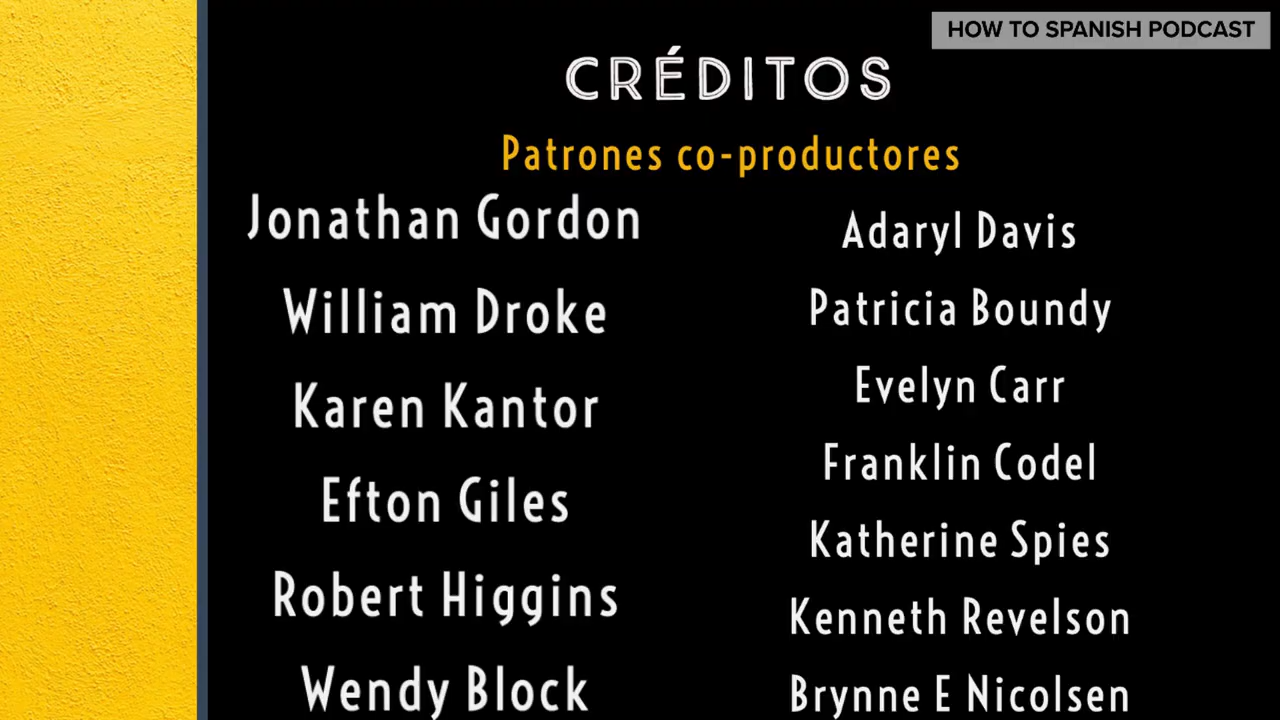 HOW TO SPANISH PODCAST
CRÉDITOS
Patrones co-productores
Jonathan Gordon
William Droke
Karen Kantor
Efton Giles
Robert Higgins
Wendy Block
Adaryl Davis
Patricia Boundy
Evelyn Carr
Franklin Codel
Katherine Spies
Kenneth Revelson
Brynne E Nicolsen